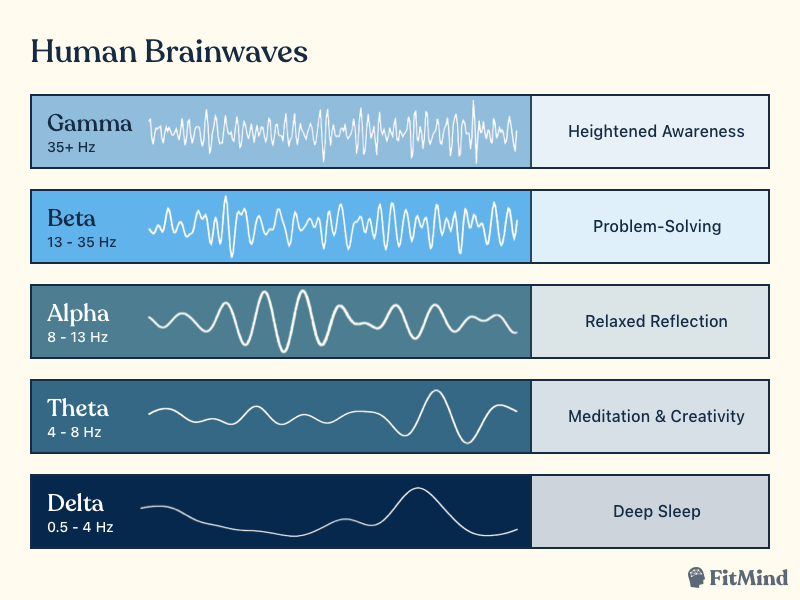 Human Brainwaves
Gamma
35+ Hz
Heightened Awareness
Beta
13 - 35 Hz
Problem-Solving
Alpha
8 - 13 Hz
Relaxed Reflection
Theta
4 - 8 Hz
Meditation & Creativity
Delta
0.5 - 4 Hz
Deep Sleep
FitMind